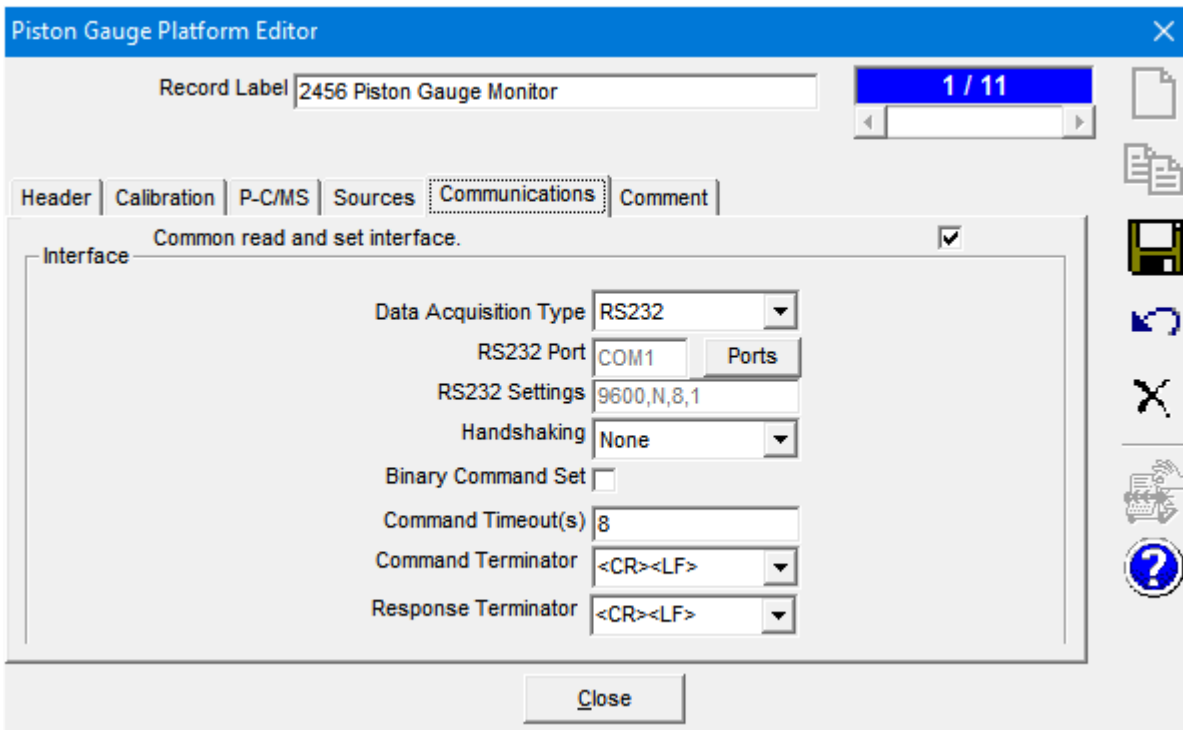 Piston Gauge Platform Editor
Record Label 2456 Piston Gauge Monitor
1 / 11
Header Calibration P-C/MS Sources Communications Comment
Common read and set interface.
Interface
Data Acquisition Type RS232
RS232 Port COM1 Ports
RS232 Settings 9600,N,8,1
Handshaking None
Binary Command Set
Command Timeout(s) 8
Command Terminator <CR><LF>
Response Terminator <CR><LF>
Close